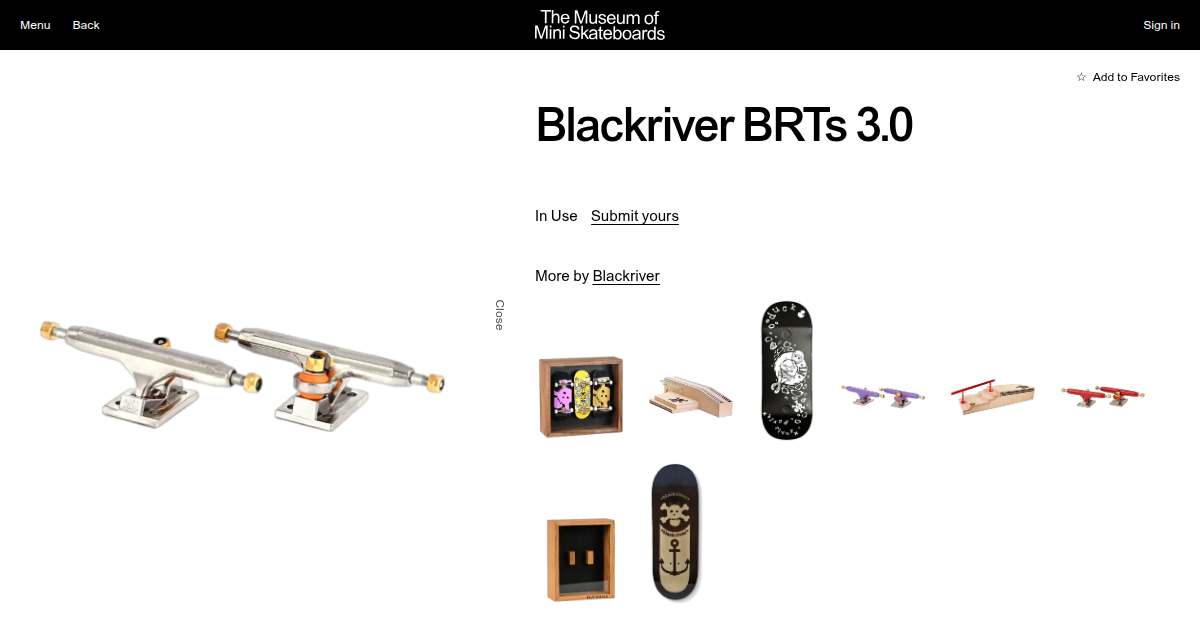 Menu
Back
The Museum of
Mini Skateboards
Sign in
☆ Add to Favorites
Blackriver BRTs 3.0
In Use Submit yours
More by Blackriver
Close